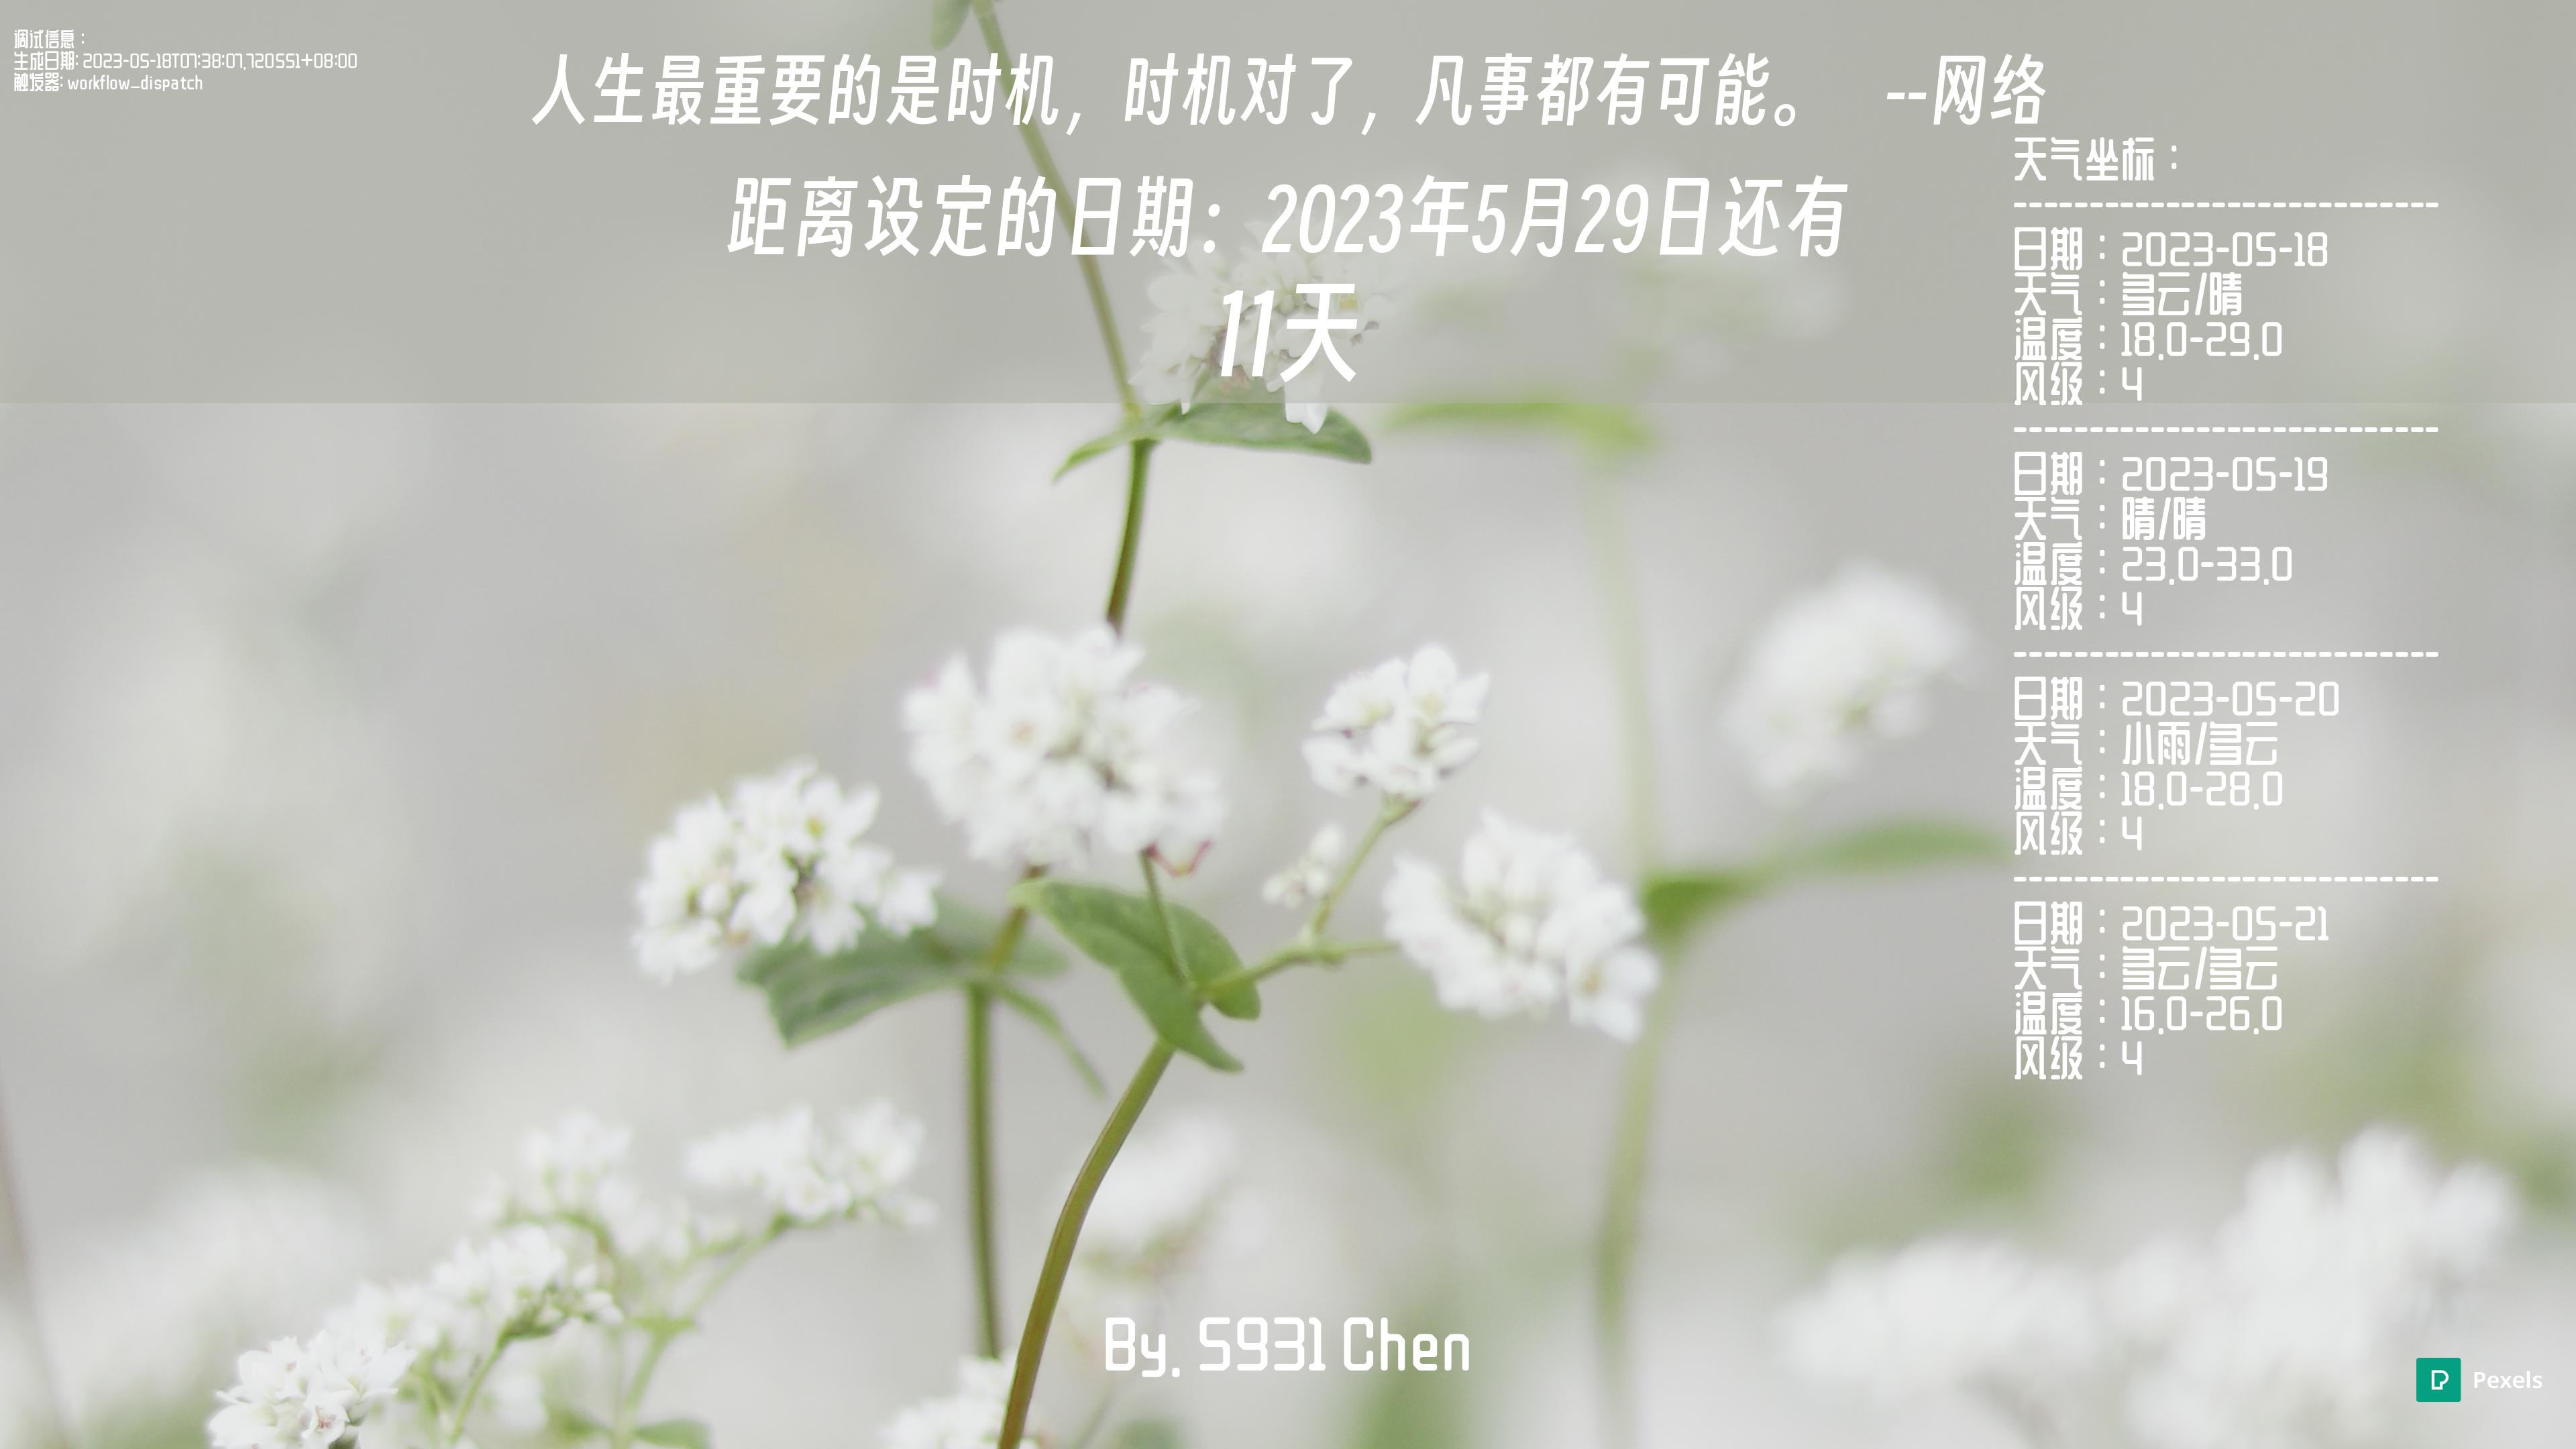 调试信息：
生成日期: 2023-05-18T07:38:07.720551+08:00
触发器: workflow_dispatch
人生最重要的是时机，时机对了，凡事都有可能。 --网络
距离设定的日期：2023年5月29日还有
11天
天气坐标：
----------------------------
日期：2023-05-18
天气：多云/晴
温度：18.0-29.0
风级：4
----------------------------
日期：2023-05-19
天气：晴/晴
温度：23.0-33.0
风级：4
----------------------------
日期：2023-05-20
天气：小雨/多云
温度：18.0-28.0
风级：4
----------------------------
日期：2023-05-21
天气：多云/多云
温度：16.0-26.0
风级：4
By. S931 Chen
Pexels